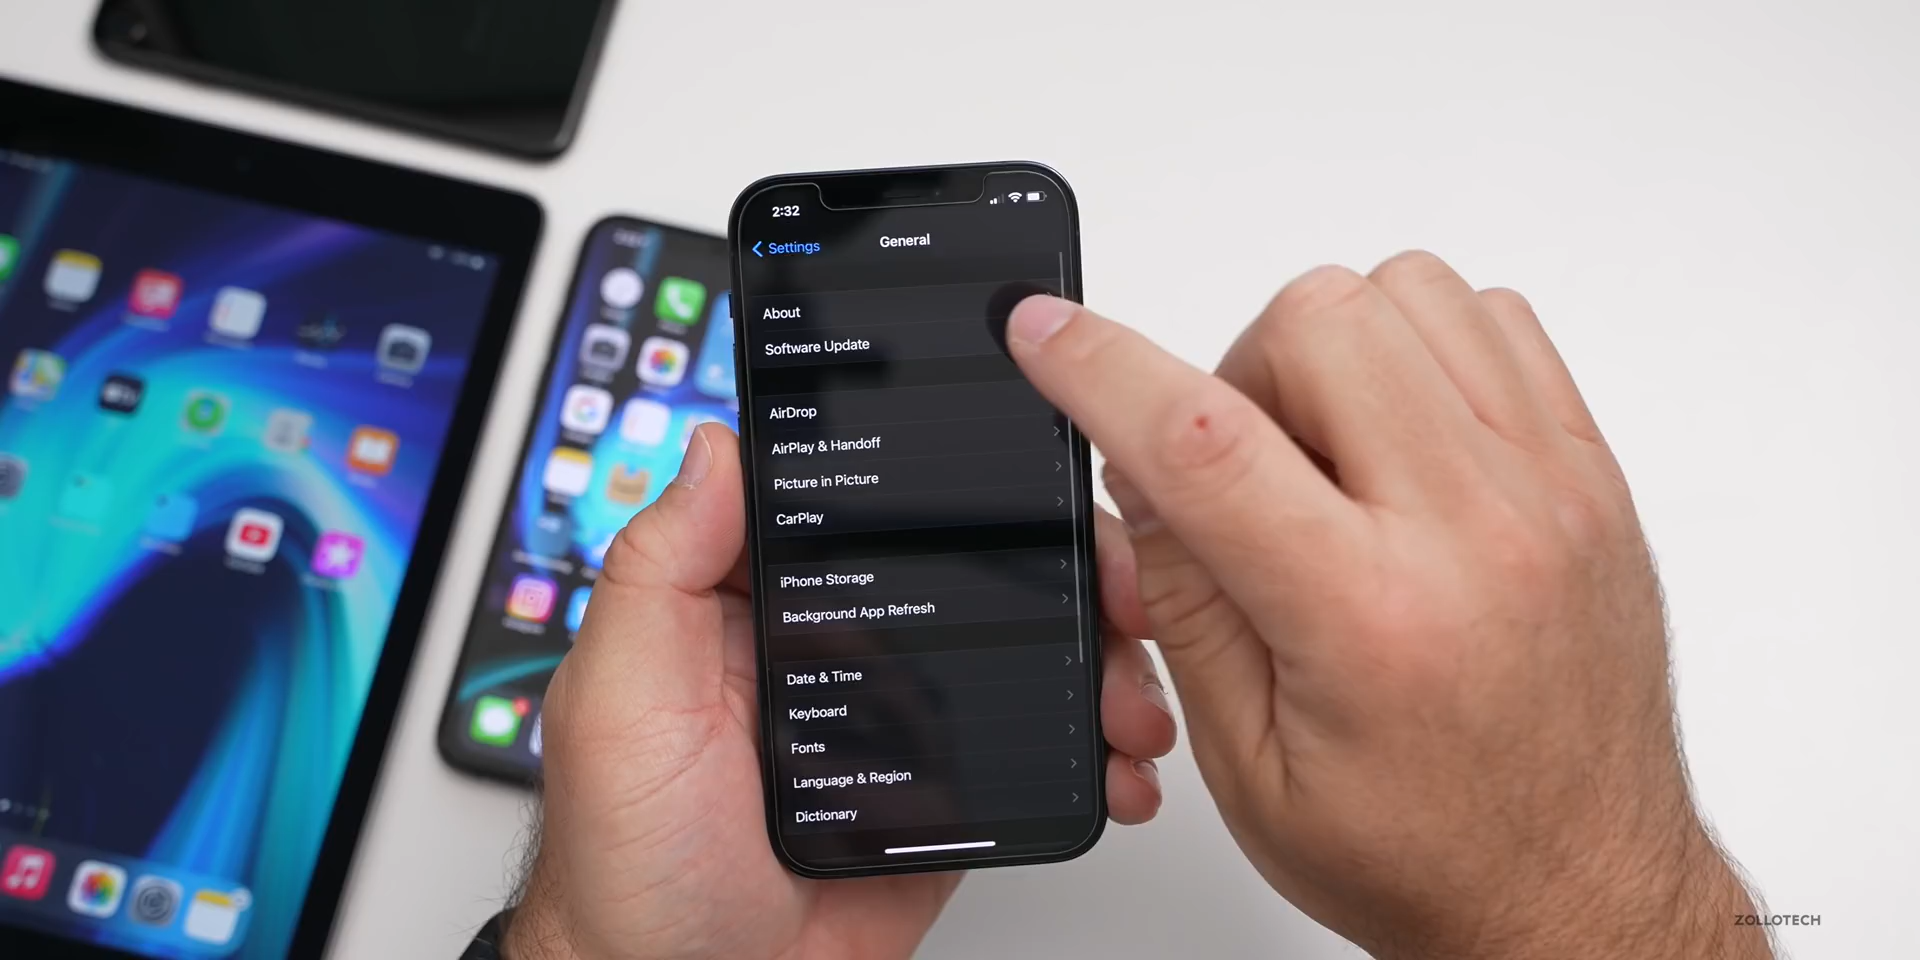 2:32
Settings
General
About
Software Update
AirDrop
AirPlay & Handoff
Picture in Picture
CarPlay
iPhone Storage
Background App Refresh
Date & Time
Keyboard
Fonts
Language & Region
Dictionary
ZOLLOTECH